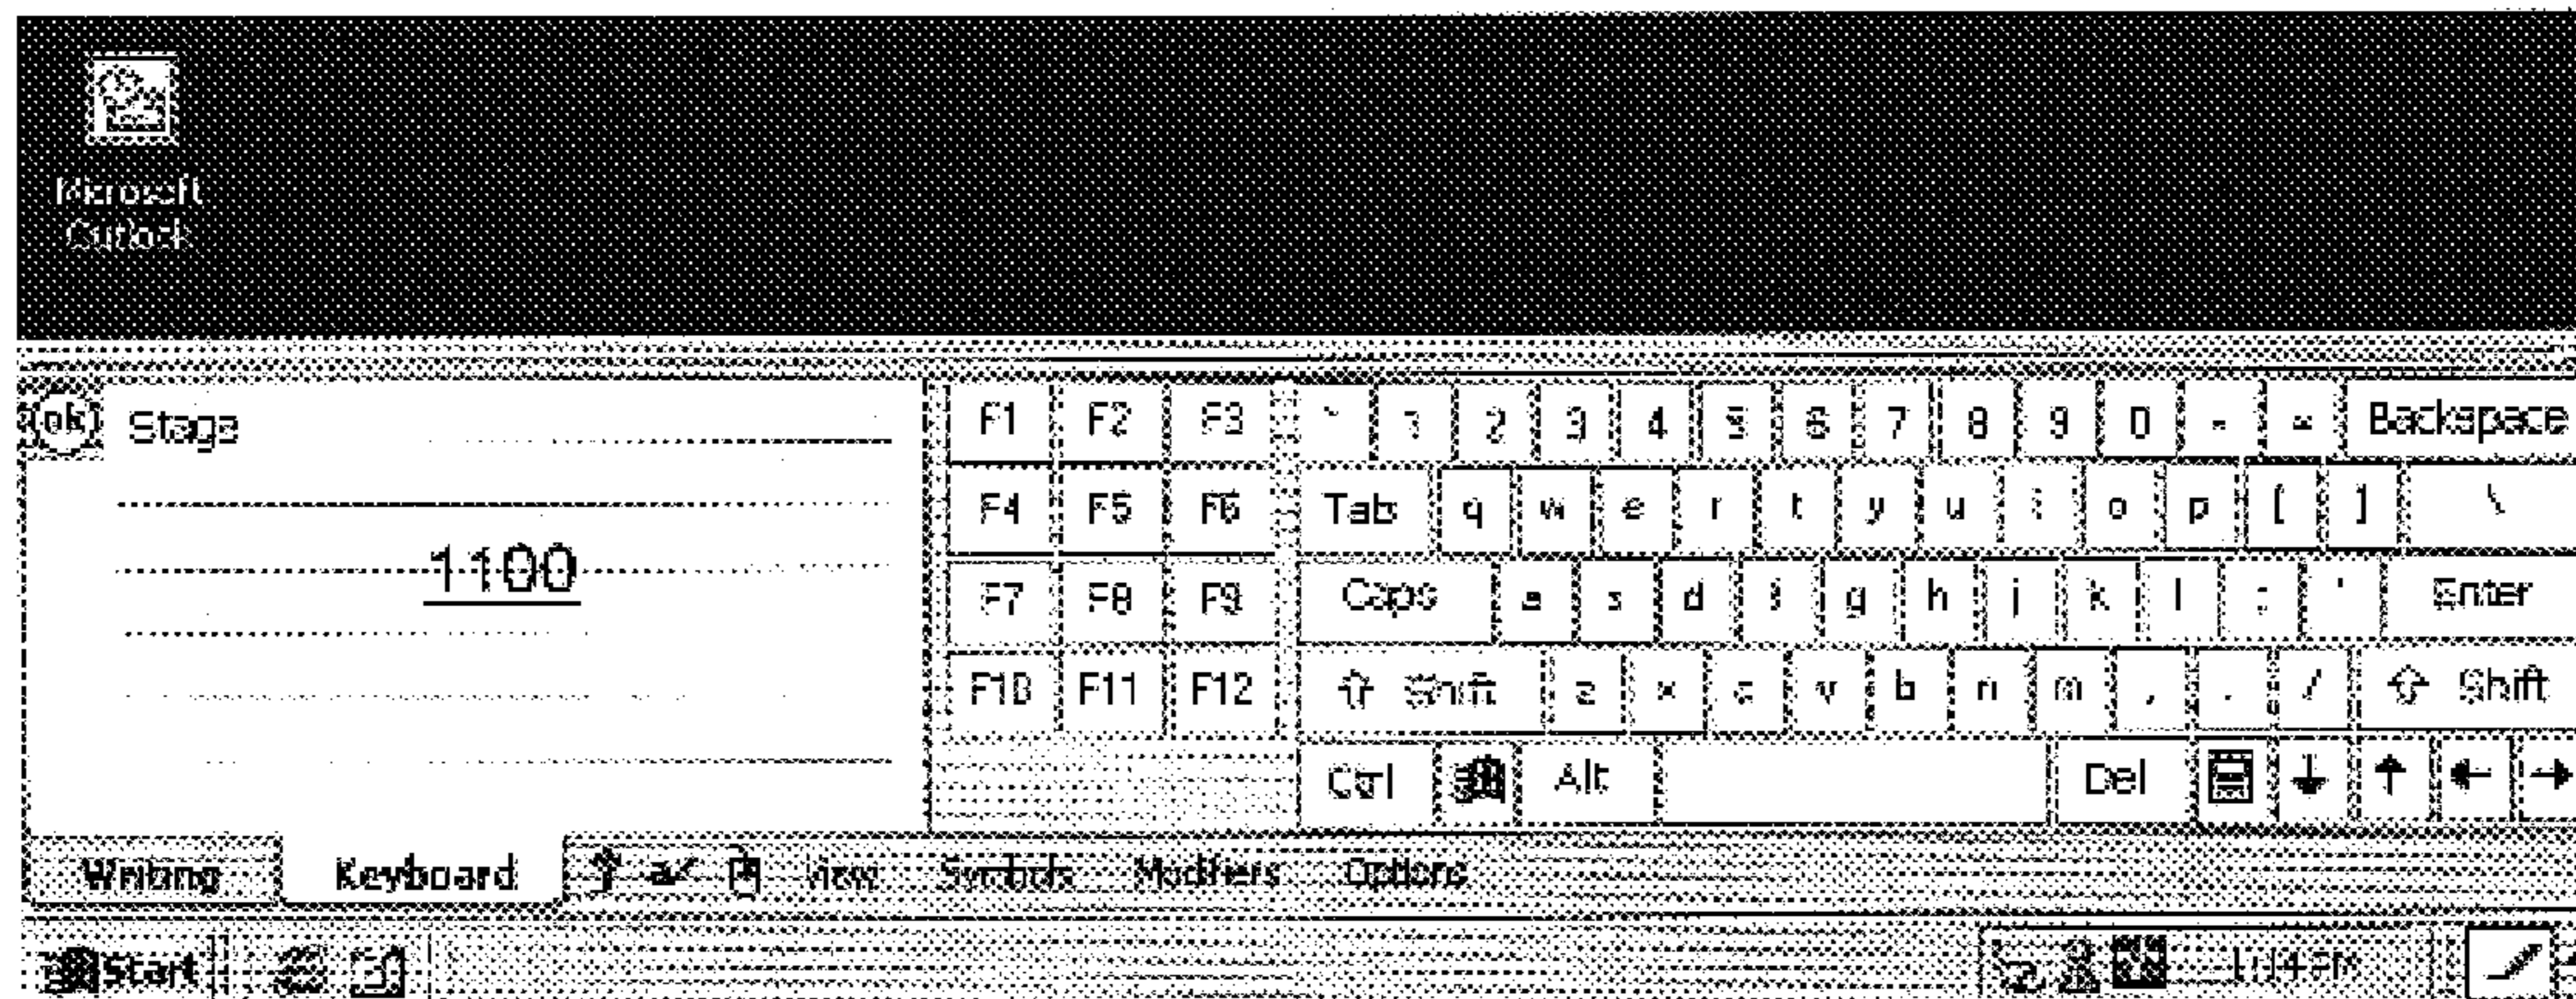 Microsoft
Outlook
ok Stage
1100
F1 F2 F3
F4 F5 F6
F7 F8 F9
F10 F11 F12
` 1 2 3 4 5 6 7 8 9 0 - = Backspace
Tab q w e r t y u i o p [ ] \
Caps a s d f g h j k l ; ' Enter
⇧ Shift z x c v b n m , . / ⇧ Shift
Ctrl Alt Del ↓ ↑ ← →
Writing Keyboard View Symbols Modifiers Options
Start